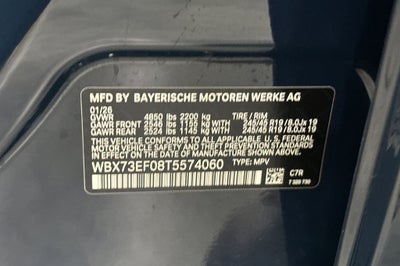 MFD BY BAYERISCHE MOTOREN WERKE AG
01/26
GVWR 4850 lbs 2200 kg TIRE / RIM
GAWR FRONT 2546 lbs 1155 kg 245/45 R19 /8.0Jx 19
GAWR REAR 2524 lbs 1145 kg 245/45 R19 /8.0Jx 19
THIS VEHICLE CONFORMS TO ALL APPLICABLE U.S. FEDERAL
MOTOR VEHICLE SAFETY, BUMPER, AND THEFT PREVENTION
STANDARDS IN EFFECT ON THE DATE OF MANUFACTURE
SHOWN ABOVE.
WBX73EF08T5574060 TYPE: MPV
C7R